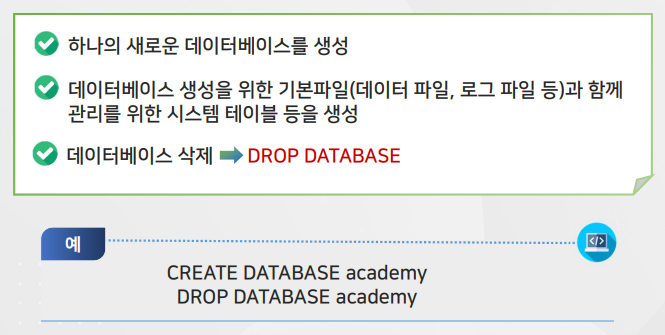 하나의 새로운 데이터베이스를 생성
데이터베이스 생성을 위한 기본파일(데이터 파일, 로그 파일 등)과 함께
관리를 위한 시스템 테이블 등을 생성
데이터베이스 삭제 ➡ DROP DATABASE
예
</>
CREATE DATABASE academy
DROP DATABASE academy